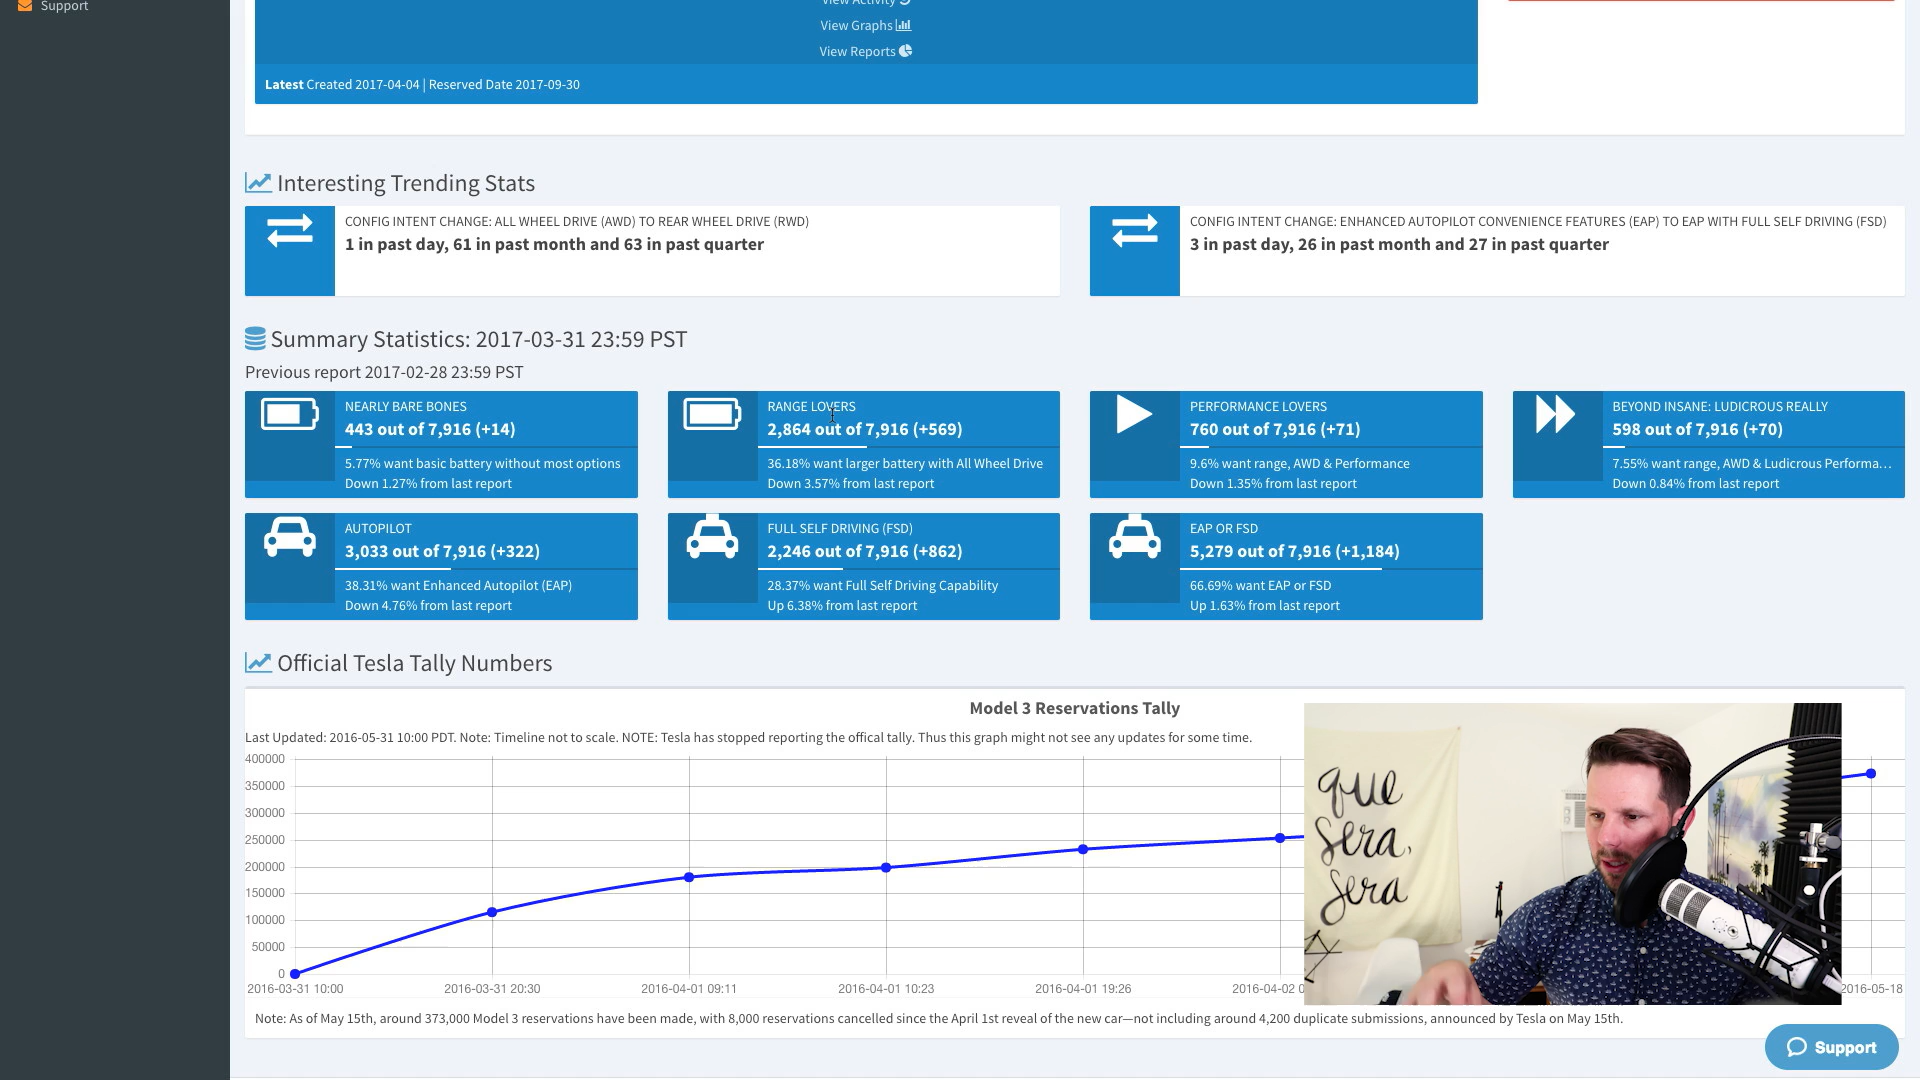 Support
View Activity
View Graphs
View Reports
Latest Created 2017-04-04 | Reserved Date 2017-09-30
Interesting Trending Stats
CONFIG INTENT CHANGE: ALL WHEEL DRIVE (AWD) TO REAR WHEEL DRIVE (RWD)
1 in past day, 61 in past month and 63 in past quarter
CONFIG INTENT CHANGE: ENHANCED AUTOPILOT CONVENIENCE FEATURES (EAP) TO EAP WITH FULL SELF DRIVING (FSD)
3 in past day, 26 in past month and 27 in past quarter
Summary Statistics: 2017-03-31 23:59 PST
Previous report 2017-02-28 23:59 PST
NEARLY BARE BONES
443 out of 7,916 (+14)
5.77% want basic battery without most options
Down 1.27% from last report
RANGE LOVERS
2,864 out of 7,916 (+569)
36.18% want larger battery with All Wheel Drive
Down 3.57% from last report
PERFORMANCE LOVERS
760 out of 7,916 (+71)
9.6% want range, AWD & Performance
Down 1.35% from last report
BEYOND INSANE: LUDICROUS REALLY
598 out of 7,916 (+70)
7.55% want range, AWD & Ludicrous Performa...
Down 0.84% from last report
AUTOPILOT
3,033 out of 7,916 (+322)
38.31% want Enhanced Autopilot (EAP)
Down 4.76% from last report
FULL SELF DRIVING (FSD)
2,246 out of 7,916 (+862)
28.37% want Full Self Driving Capability
Up 6.38% from last report
EAP OR FSD
5,279 out of 7,916 (+1,184)
66.69% want EAP or FSD
Up 1.63% from last report
Official Tesla Tally Numbers
Model 3 Reservations Tally
Last Updated: 2016-05-31 10:00 PDT. Note: Timeline not to scale. NOTE: Tesla has stopped reporting the offical tally. Thus this graph might not see any updates for some time.
400000
350000
300000
250000
200000
150000
100000
50000
0
2016-03-31 10:00
2016-03-31 20:30
2016-04-01 09:11
2016-04-01 10:23
2016-04-01 19:26
2016-04-02 0
2016-05-18
que
sera,
sera
Note: As of May 15th, around 373,000 Model 3 reservations have been made, with 8,000 reservations cancelled since the April 1st reveal of the new car—not including around 4,200 duplicate submissions, announced by Tesla on May 15th.
Support